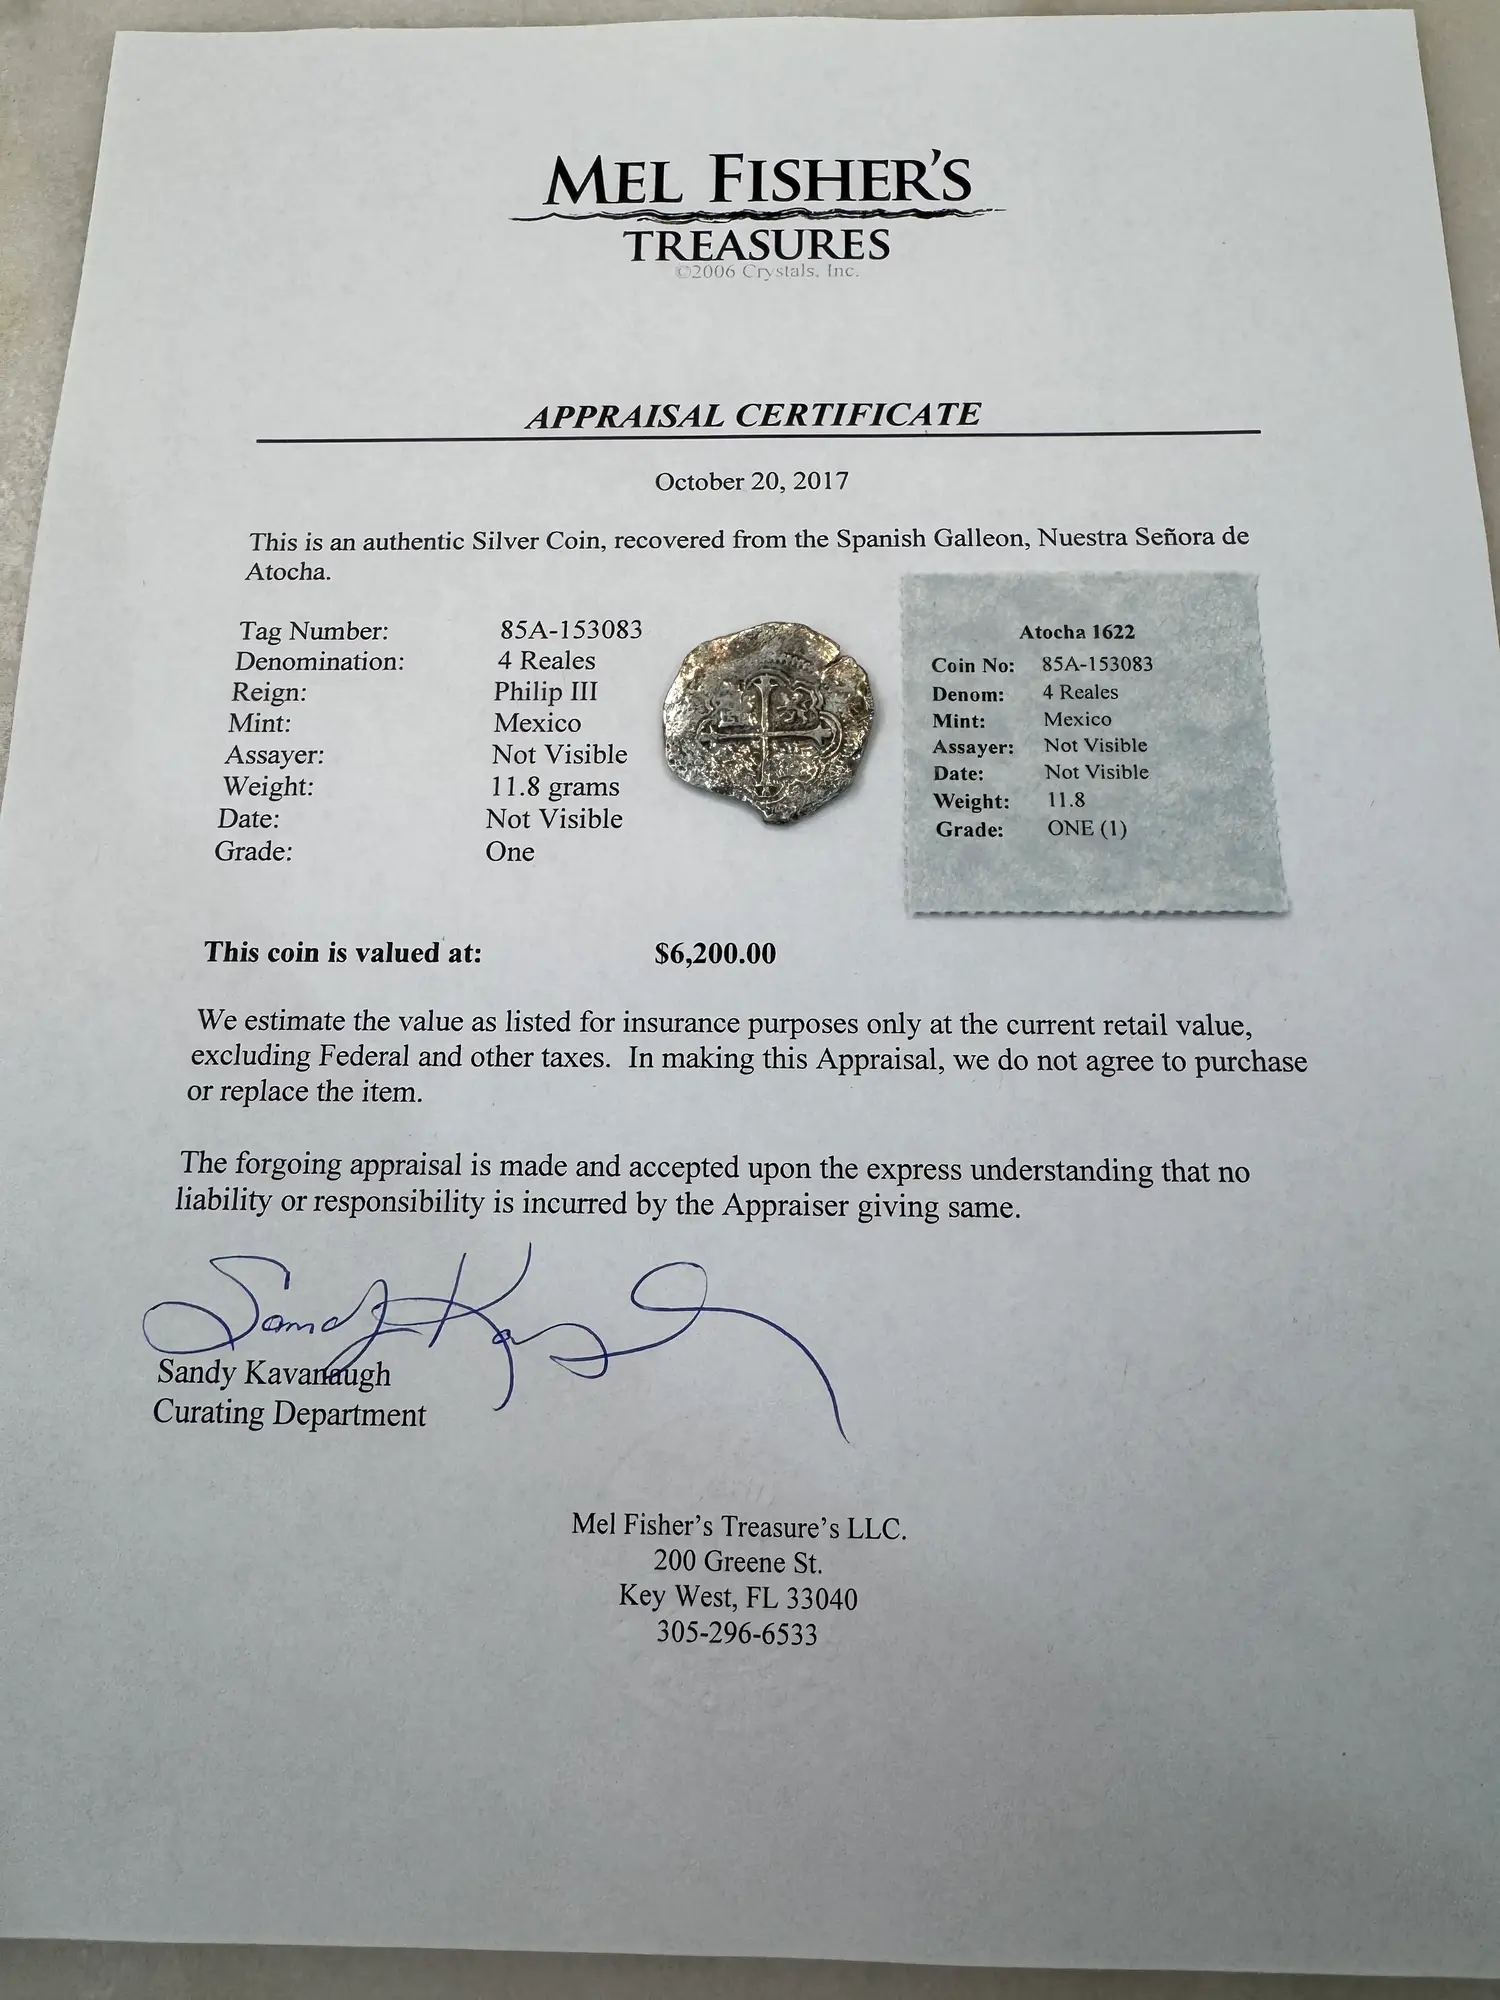 MEL FISHER'S
TREASURES
©2006 Crystals, Inc.
APPRAISAL CERTIFICATE
October 20, 2017
This is an authentic Silver Coin, recovered from the Spanish Galleon, Nuestra Señora de
Atocha.
Tag Number: 85A-153083
Denomination: 4 Reales
Reign: Philip III
Mint: Mexico
Assayer: Not Visible
Weight: 11.8 grams
Date: Not Visible
Grade: One
Atocha 1622
Coin No: 85A-153083
Denom: 4 Reales
Mint: Mexico
Assayer: Not Visible
Date: Not Visible
Weight: 11.8
Grade: ONE (1)
This coin is valued at: $6,200.00
We estimate the value as listed for insurance purposes only at the current retail value,
excluding Federal and other taxes. In making this Appraisal, we do not agree to purchase
or replace the item.
The forgoing appraisal is made and accepted upon the express understanding that no
liability or responsibility is incurred by the Appraiser giving same.
Sandy Kavanaugh
Curating Department
Mel Fisher's Treasure's LLC.
200 Greene St.
Key West, FL 33040
305-296-6533